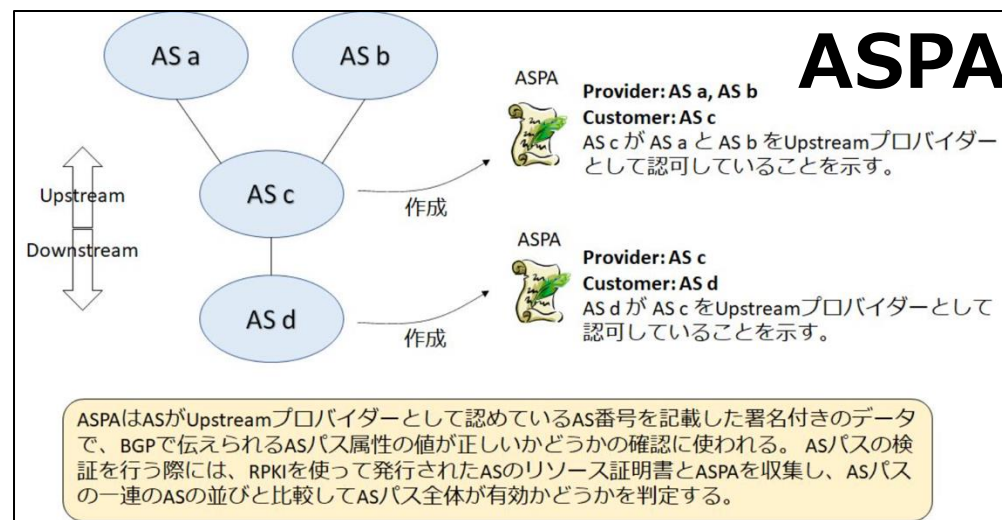 ASPA
AS a
AS b
ASPA
Provider: AS a, AS b
Customer: AS c
AS c が AS a と AS b をUpstreamプロバイダー
として認可していることを示す。
Upstream
AS c
作成
Downstream
ASPA
Provider: AS c
Customer: AS d
AS d が AS c をUpstreamプロバイダーとして
認可していることを示す。
AS d
作成
ASPAはASがUpstreamプロバイダーとして認めているAS番号を記載した署名付きのデータ
で、BGPで伝えられるASパス属性の値が正しいかどうかの確認に使われる。 ASパスの検
証を行う際には、RPKIを使って発行されたASのリソース証明書とASPAを収集し、ASパス
の一連のASの並びと比較してASパス全体が有効かどうかを判定する。